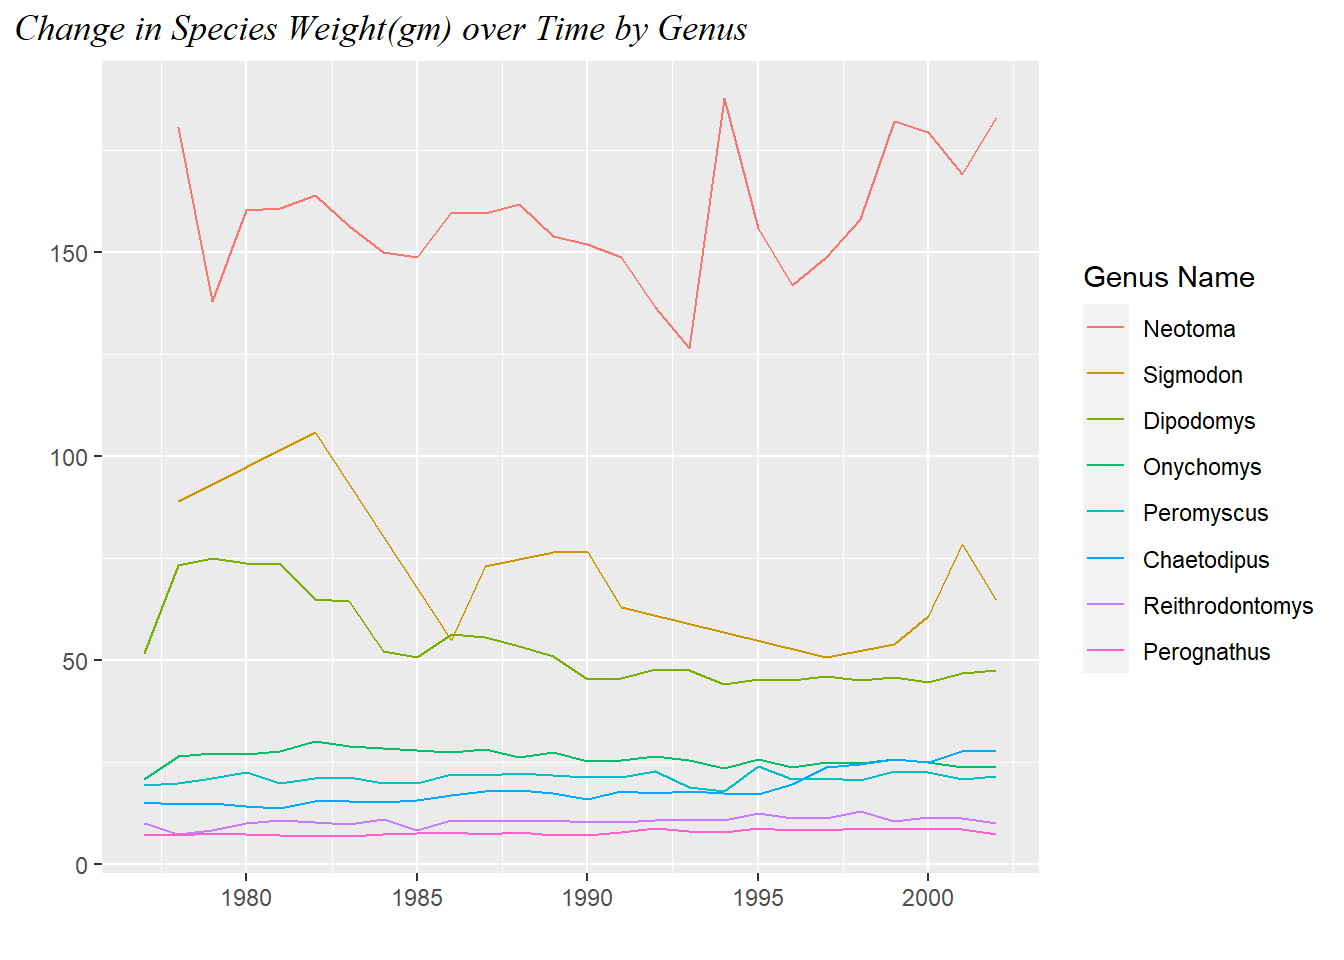 Change in Species Weight(gm) over Time by Genus
150
100
50
0
1980 1985 1990 1995 2000
Genus Name
Neotoma
Sigmodon
Dipodomys
Onychomys
Peromyscus
Chaetodipus
Reithrodontomys
Perognathus